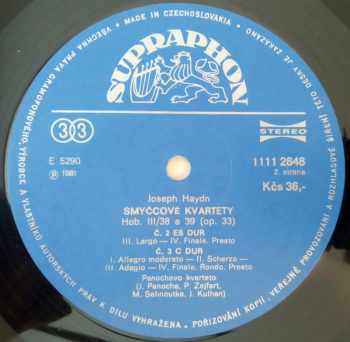 MADE IN CZECHOSLOVAKIA • VŠECHNA PRÁVA GRAMOFONOVÉHO VÝROBCE A VLASTNÍKŮ AUTORSKÝCH PRÁV K DÍLU VYHRAŽENA • POŘIZOVÁNÍ KOPIÍ, VEŘEJNÉ PROVOZOVÁNÍ A ROZHLASOVÉ ŠÍŘENÍ TÉTO DESKY JE ZAKÁZÁNO
SUPRAPHON
33
STEREO
E 5290
Ⓟ 1981
1111 2848
2. strana
Kčs 36,-
Joseph Haydn
SMYČCOVÉ KVARTETY
Hob. III/38 a 39 (op. 33)
Č. 2 ES DUR
III. Largo – IV. Finale. Presto
Č. 3 C DUR
I. Allegro moderato – II. Scherzo –
III. Adagio – IV. Finale. Rondo. Presto
Panochovo kvarteto
(J. Panocha, P. Zejfart,
M. Sehnoutka, J. Kulhan)